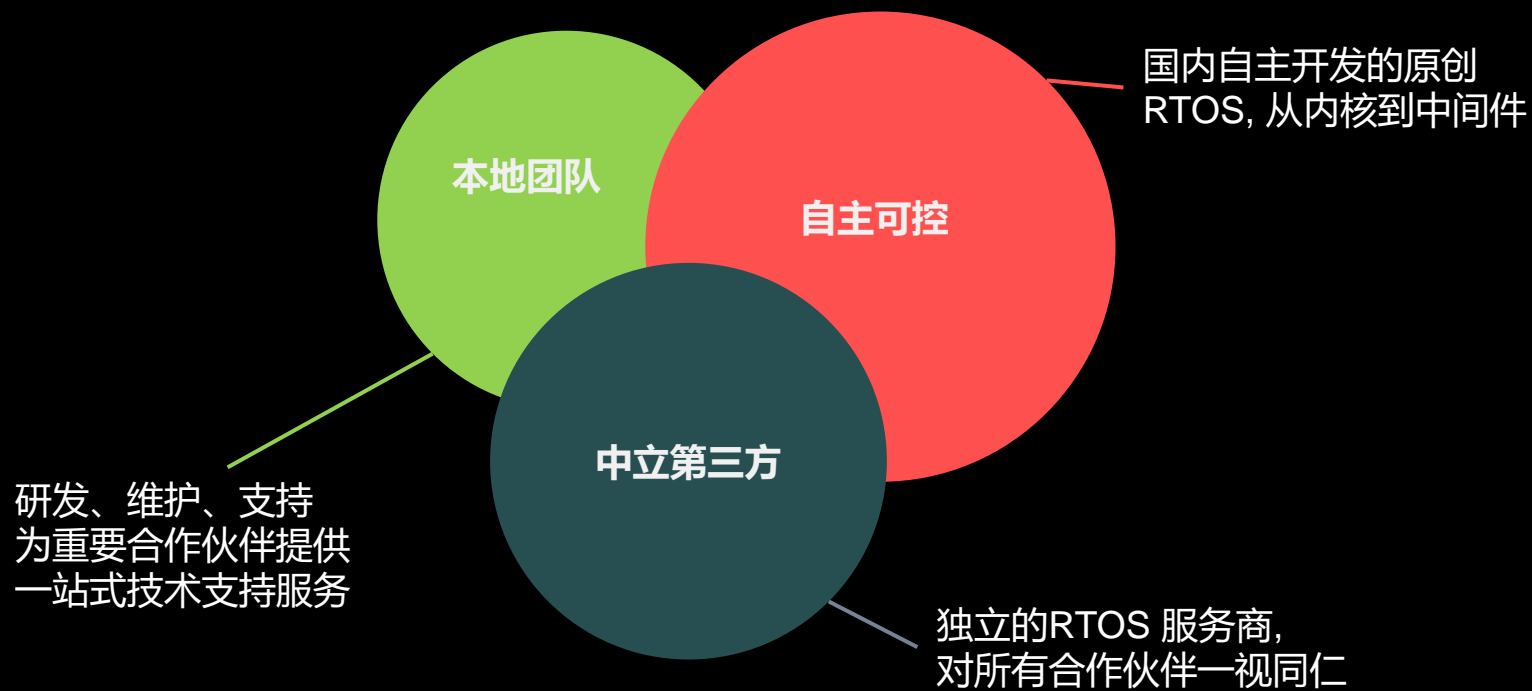 国内自主开发的原创
RTOS, 从内核到中间件
本地团队
自主可控
中立第三方
研发、维护、支持
为重要合作伙伴提供
一站式技术支持服务
独立的RTOS 服务商,
对所有合作伙伴一视同仁